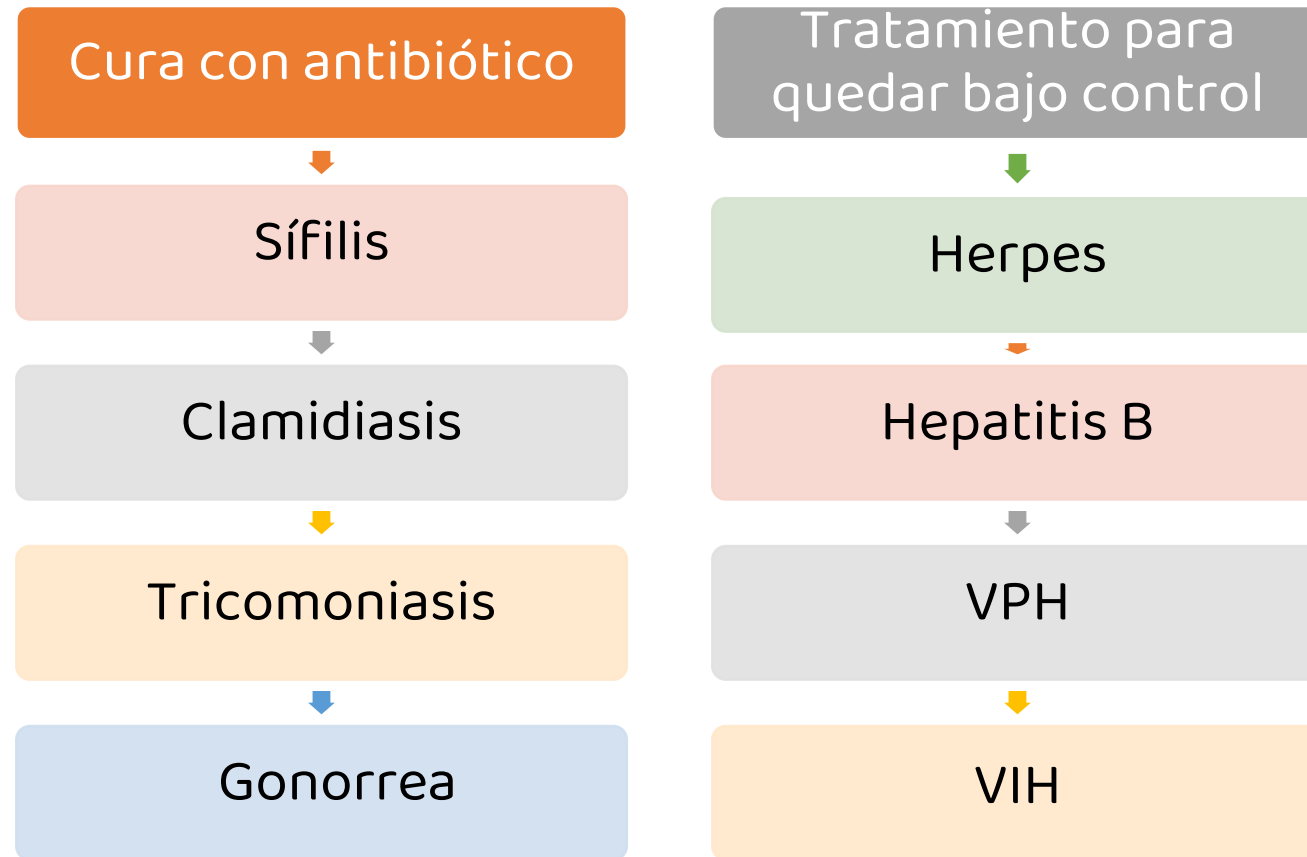 Cura con antibiótico
Sífilis
Clamidiasis
Tricomoniasis
Gonorrea
Tratamiento para
quedar bajo control
Herpes
Hepatitis B
VPH
VIH